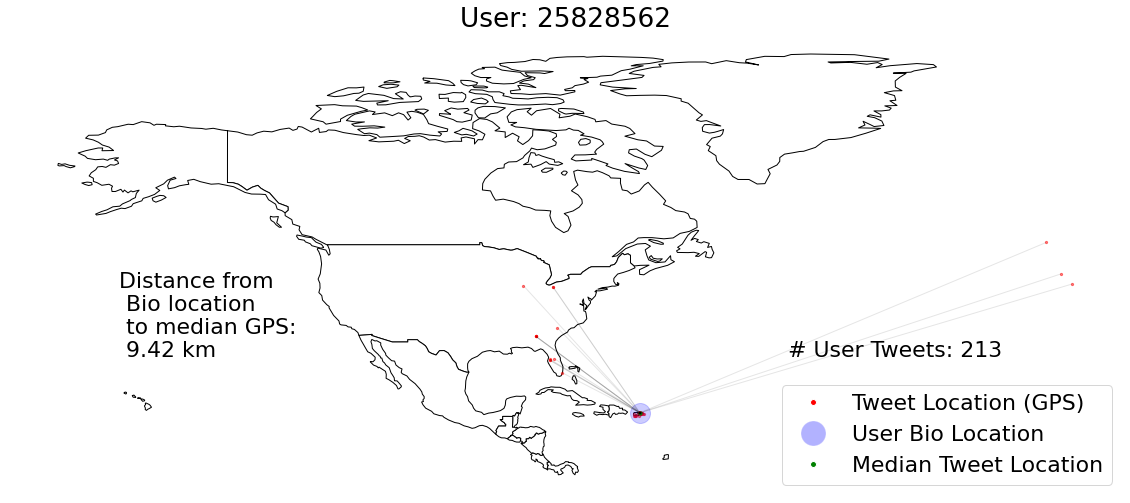 User: 25828562
Distance from
Bio location
to median GPS:
9.42 km
# User Tweets: 213
Tweet Location (GPS)
User Bio Location
Median Tweet Location